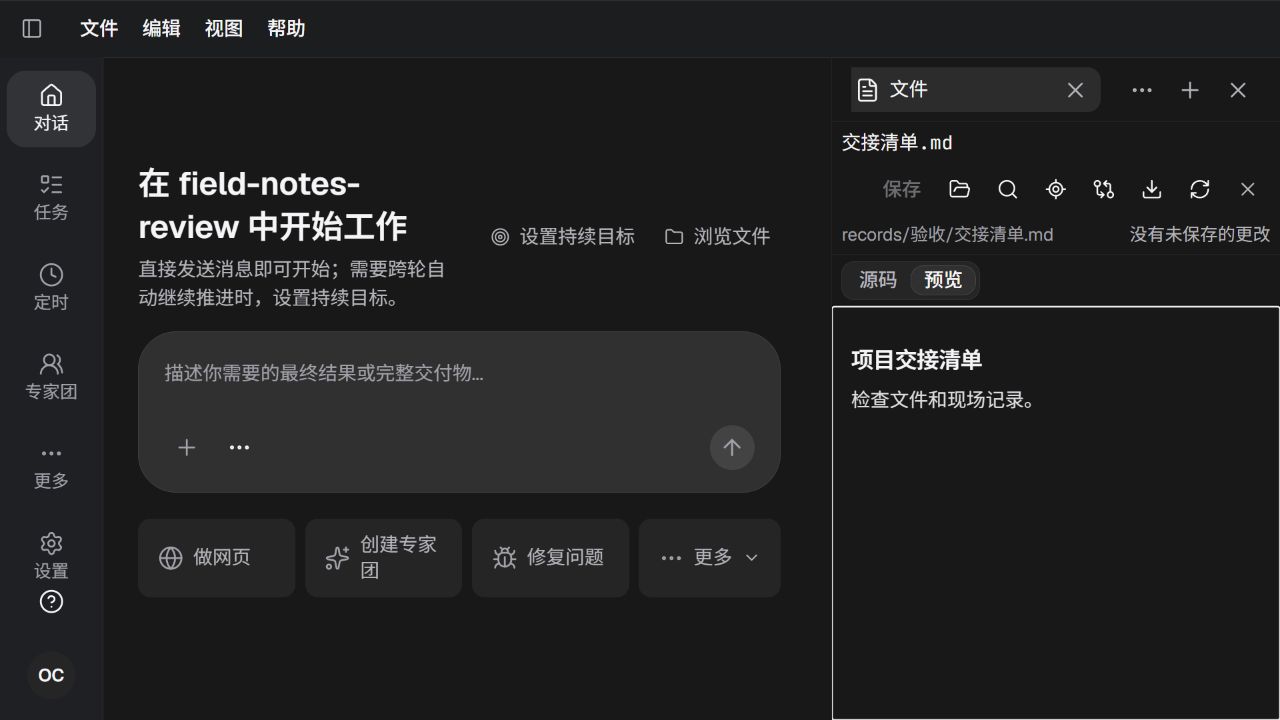 文件 编辑 视图 帮助
对话
任务
定时
专家团
更多
设置
OC
在 field-notes-
review 中开始工作
直接发送消息即可开始；需要跨轮自
动继续推进时，设置持续目标。
设置持续目标 浏览文件
描述你需要的最终结果或完整交付物...
做网页
创建专家
团
修复问题
更多
文件
交接清单.md
保存
records/验收/交接清单.md 没有未保存的更改
源码 预览
项目交接清单
检查文件和现场记录。